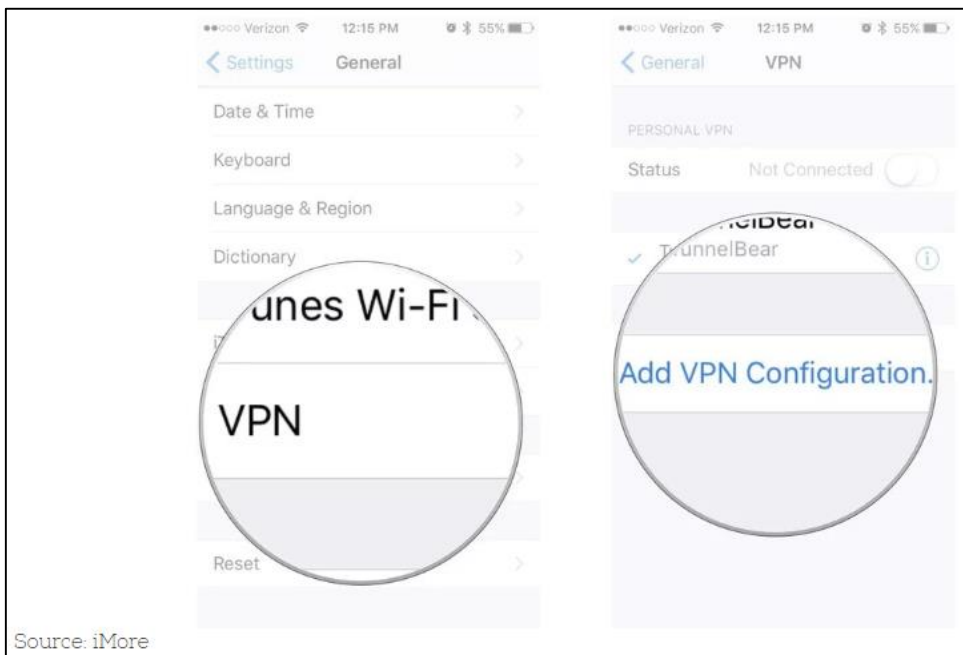 Verizon 12:15 PM 55%
Settings General
Date & Time
Keyboard
Language & Region
Dictionary
unes Wi-Fi
VPN
Reset
Verizon 12:15 PM 55%
General VPN
PERSONAL VPN
Status Not Connected
TunnelBear
Add VPN Configuration.
Source: iMore